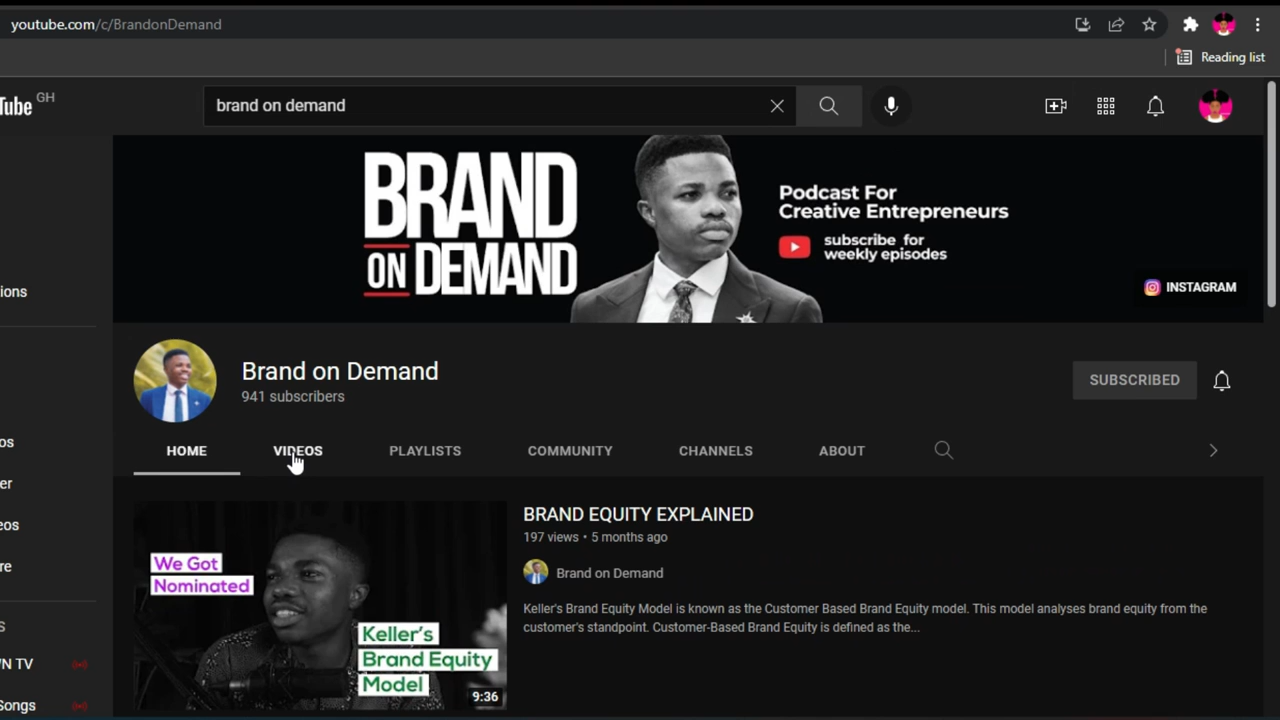 youtube.com/c/BrandonDemand
Reading list
Tube GH
brand on demand
BRAND
ON DEMAND
Podcast For
Creative Entrepreneurs
subscribe for
weekly episodes
INSTAGRAM
ions
Brand on Demand
941 subscribers
SUBSCRIBED
HOME VIDEOS PLAYLISTS COMMUNITY CHANNELS ABOUT
os
er
eos
re
S
VN TV
Songs
We Got
Nominated
Keller's
Brand Equity
Model
9:36
BRAND EQUITY EXPLAINED
197 views • 5 months ago
Brand on Demand
Keller's Brand Equity Model is known as the Customer Based Brand Equity model. This model analyses brand equity from the
customer's standpoint. Customer-Based Brand Equity is defined as the...